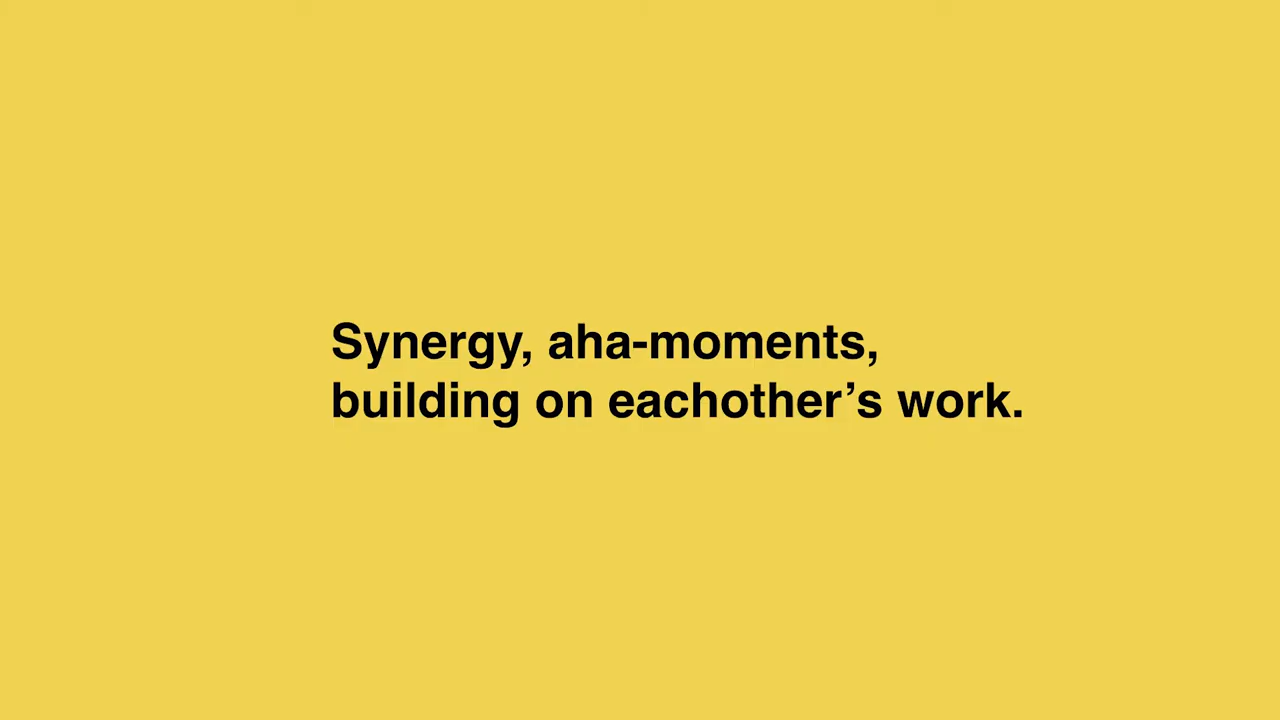 Synergy, aha-moments,
building on eachother’s work.